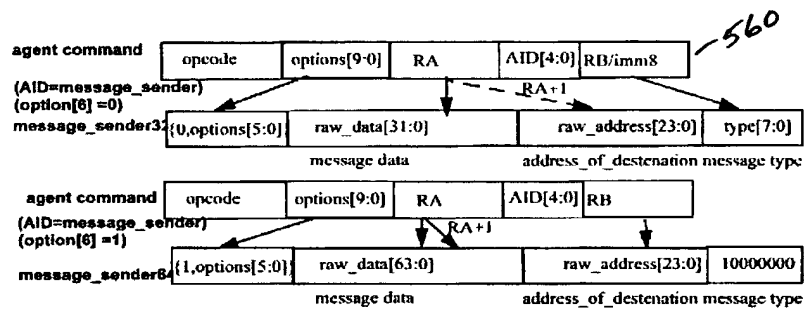 560
agent command opcode options[9:0] RA AID[4:0] RB/imm8
(AID=message_sender)
(option[6] =0)
RA+1
message_sender32 {0,options[5:0]} raw_data[31:0] raw_address[23:0] type[7:0]
message data address_of_destenation message type
agent command opcode options[9:0] RA AID[4:0] RB
(AID=message_sender)
(option[6] =1)
RA+1
message_sender64 {1,options[5:0]} raw_data[63:0] raw_address[23:0] 10000000
message data address_of_destenation message type